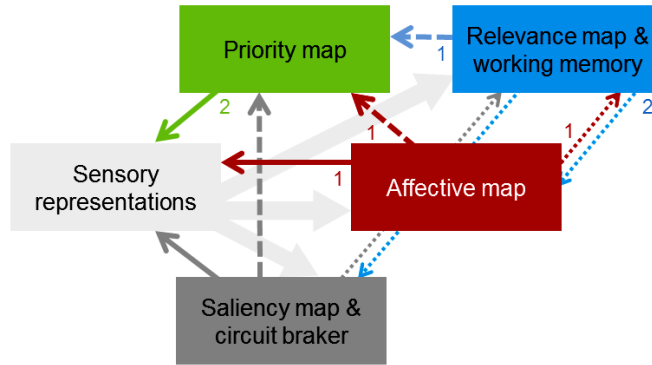 Priority map
Relevance map &
working memory
1
2
1
1
2
Sensory
representations
1
Affective map
Saliency map &
circuit braker